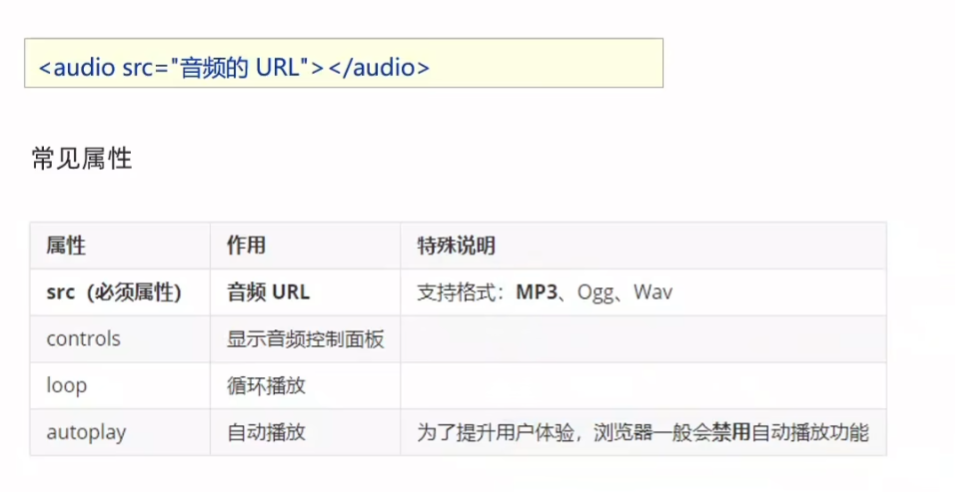 <audio src="音频的 URL"></audio>
常见属性
属性 作用 特殊说明
src（必须属性） 音频 URL 支持格式：MP3、Ogg、Wav
controls 显示音频控制面板
loop 循环播放
autoplay 自动播放 为了提升用户体验，浏览器一般会禁用自动播放功能